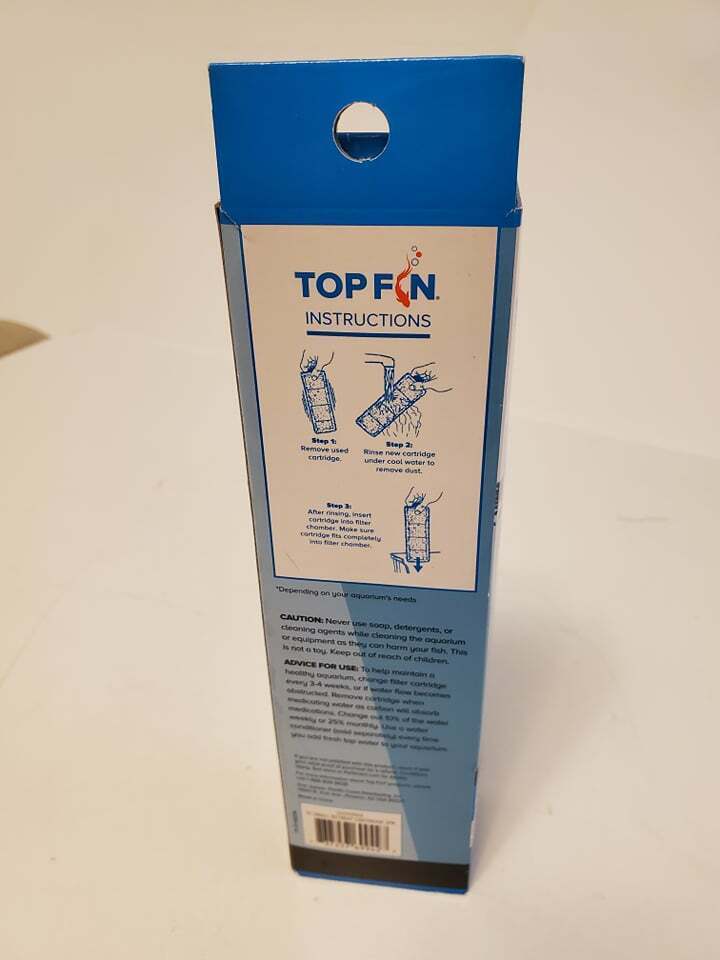 TOP FIN
INSTRUCTIONS
Step 1:
Remove used
cartridge.
Step 2:
Rinse new cartridge
under cool water to
remove dust.
Step 3:
After rinsing, insert
cartridge into filter
chamber. Make sure
cartridge fits completely
into filter chamber.
*Depending on your aquarium's needs
CAUTION: Never use soap, detergents, or
cleaning agents while cleaning the aquarium
or equipment as they can harm your fish. This
is not a toy. Keep out of reach of children.
ADVICE FOR USE: To help maintain a
healthy aquarium, change filter cartridge
every 3-4 weeks, or if water flow becomes
obstructed. Remove cartridge when
medicating water as carbon will absorb
medications. Change out 10% of the water
weekly or 25% monthly. Use a water
conditioner (sold separately) every time
you add fresh tap water to your aquarium.